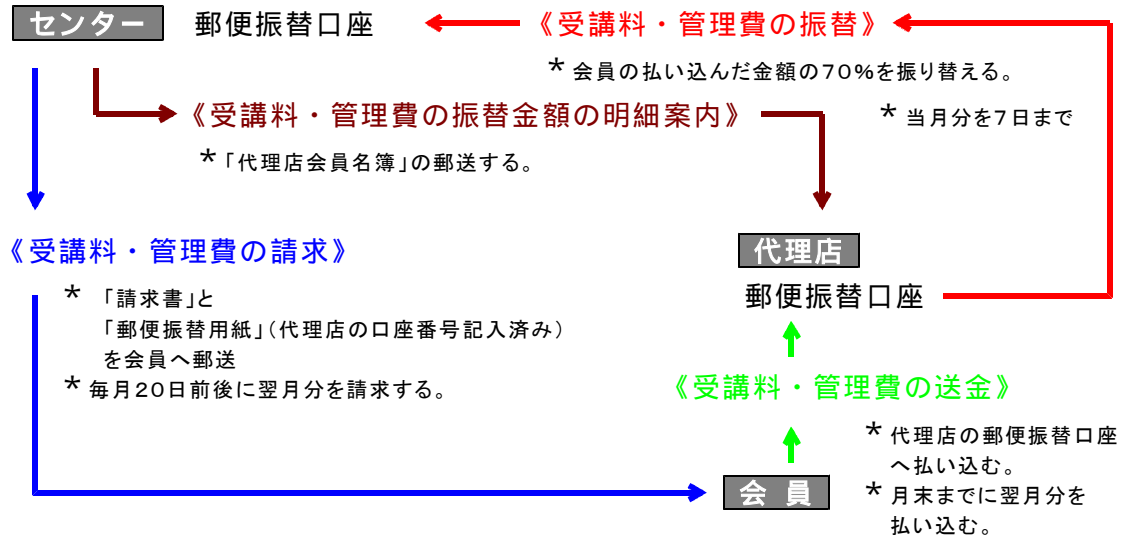 センター 郵便振替口座 《受講料・管理費の振替》
* 会員の払い込んだ金額の70%を振り替える。
《受講料・管理費の振替金額の明細案内》
* 当月分を7日まで
*「代理店会員名簿」の郵送する。
《受講料・管理費の請求》
代理店
郵便振替口座
* 「請求書」と
「郵便振替用紙」(代理店の口座番号記入済み)
を会員へ郵送
* 毎月20日前後に翌月分を請求する。
《受講料・管理費の送金》
* 代理店の郵便振替口座
へ払い込む。
* 月末までに翌月分を
払い込む。
会 員